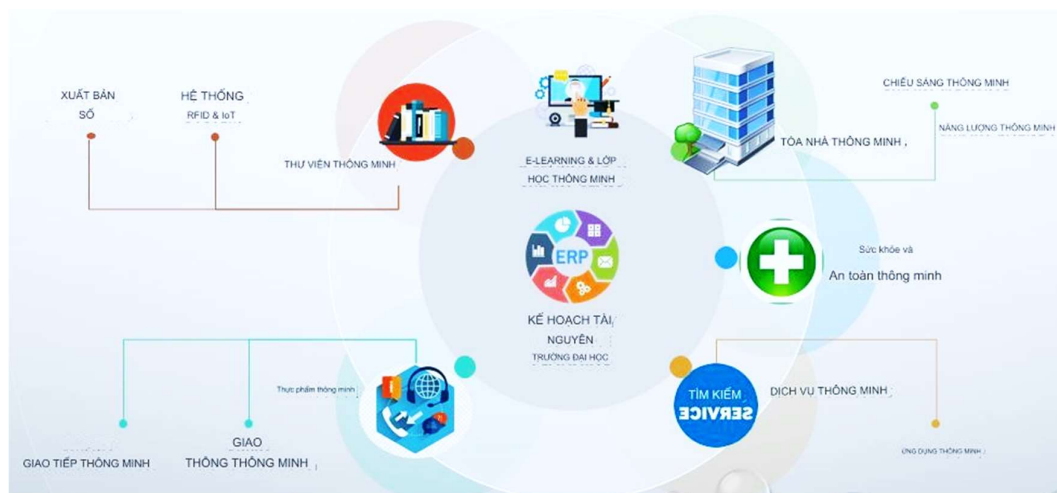 XUẤT BẢN
SỐ
HỆ THỐNG
RFID & IoT
THƯ VIỆN THÔNG MINH
E-LEARNING & LỚP
HỌC THÔNG MINH
TÒA NHÀ THÔNG MINH
CHIẾU SÁNG THÔNG MINH
NĂNG LƯỢNG THÔNG MINH
ERP
KẾ HOẠCH TÀI
NGUYÊN
TRƯỜNG ĐẠI HỌC
Sức khỏe và
An toàn thông minh
Thực phẩm thông minh
GIAO TIẾP THÔNG MINH
GIAO
THÔNG THÔNG MINH
TÌM KIẾM
SERVICE
DỊCH VỤ THÔNG MINH
ỨNG DỤNG THÔNG MINH